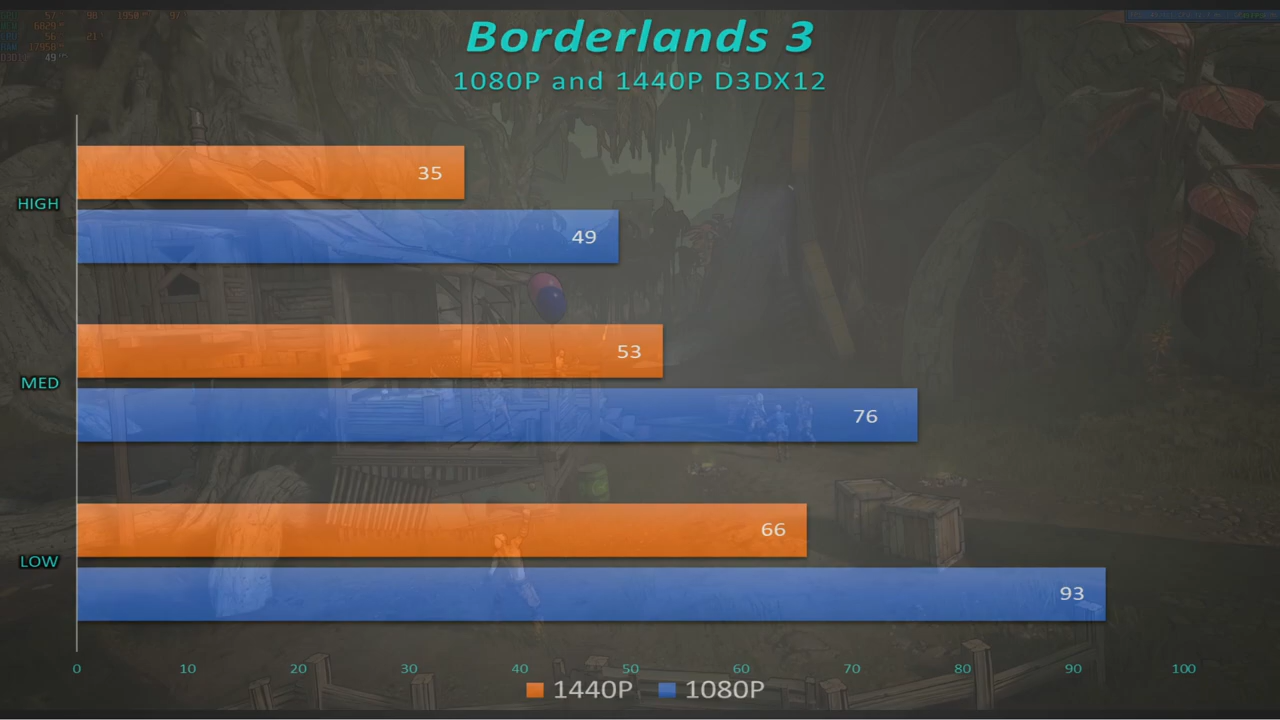 Borderlands 3
1080P and 1440P D3DX12
35
HIGH
49
53
MED
76
66
LOW
93
0 10 20 30 40 50 60 70 80 90 100
1440P 1080P